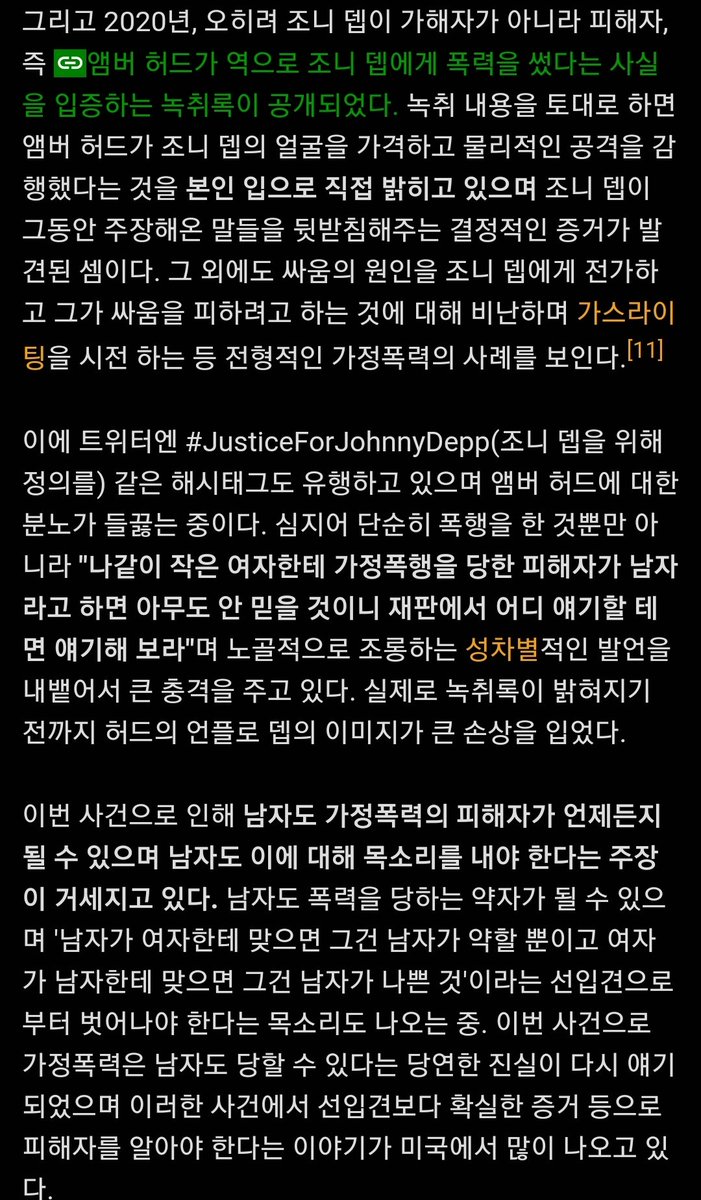 그리고 2020년, 오히려 조니 뎁이 가해자가 아니라 피해자,
즉 앰버 허드가 역으로 조니 뎁에게 폭력을 썼다는 사실
을 입증하는 녹취록이 공개되었다. 녹취 내용을 토대로 하면
앰버 허드가 조니 뎁의 얼굴을 가격하고 물리적인 공격을 감
행했다는 것을 본인 입으로 직접 밝히고 있으며 조니 뎁이
그동안 주장해온 말들을 뒷받침해주는 결정적인 증거가 발
견된 셈이다. 그 외에도 싸움의 원인을 조니 뎁에게 전가하
고 그가 싸움을 피하려고 하는 것에 대해 비난하며 가스라이
팅을 시전 하는 등 전형적인 가정폭력의 사례를 보인다.[11]
이에 트위터엔 #JusticeForJohnnyDepp(조니 뎁을 위해
정의를) 같은 해시태그도 유행하고 있으며 앰버 허드에 대한
분노가 들끓는 중이다. 심지어 단순히 폭행을 한 것뿐만 아
니라 "나같이 작은 여자한테 가정폭행을 당한 피해자가 남자
라고 하면 아무도 안 믿을 것이니 재판에서 어디 얘기할 테
면 얘기해 보라"며 노골적으로 조롱하는 성차별적인 발언을
내뱉어서 큰 충격을 주고 있다. 실제로 녹취록이 밝혀지기
전까지 허드의 언플로 뎁의 이미지가 큰 손상을 입었다.
이번 사건으로 인해 남자도 가정폭력의 피해자가 언제든지
될 수 있으며 남자도 이에 대해 목소리를 내야 한다는 주장
이 거세지고 있다. 남자도 폭력을 당하는 약자가 될 수 있으
며 '남자가 여자한테 맞으면 그건 남자가 약할 뿐이고 여자
가 남자한테 맞으면 그건 남자가 나쁜 것'이라는 선입견으로
부터 벗어나야 한다는 목소리도 나오는 중. 이번 사건으로
가정폭력은 남자도 당할 수 있다는 당연한 진실이 다시 얘기
되었으며 이러한 사건에서 선입견보다 확실한 증거 등으로
피해자를 알아야 한다는 이야기가 미국에서 많이 나오고 있
다.